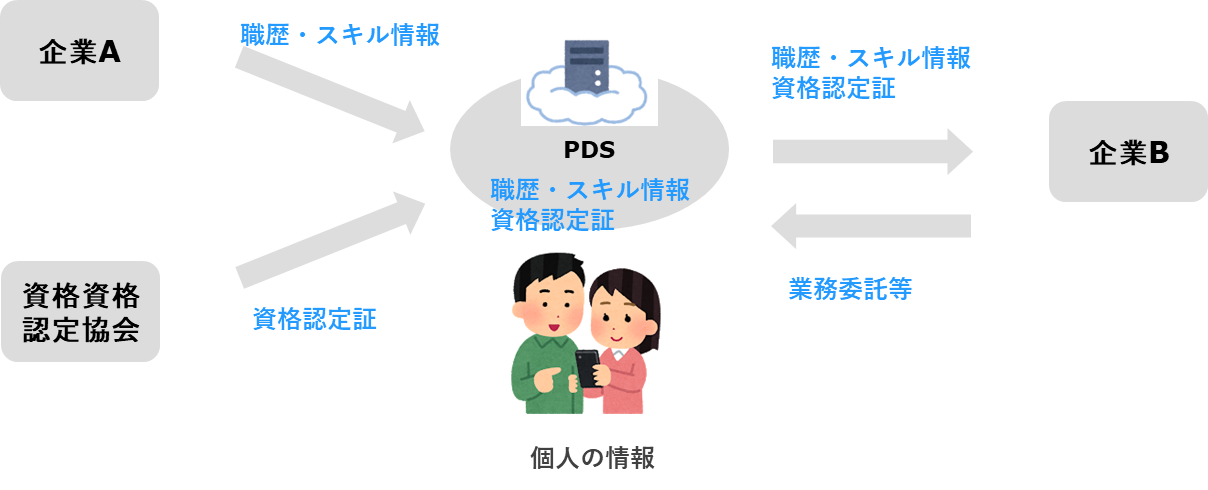 企業A
職歴・スキル情報
資格資格
認定協会
資格認定証
PDS
職歴・スキル情報
資格認定証
個人の情報
職歴・スキル情報
資格認定証
業務委託等
企業B